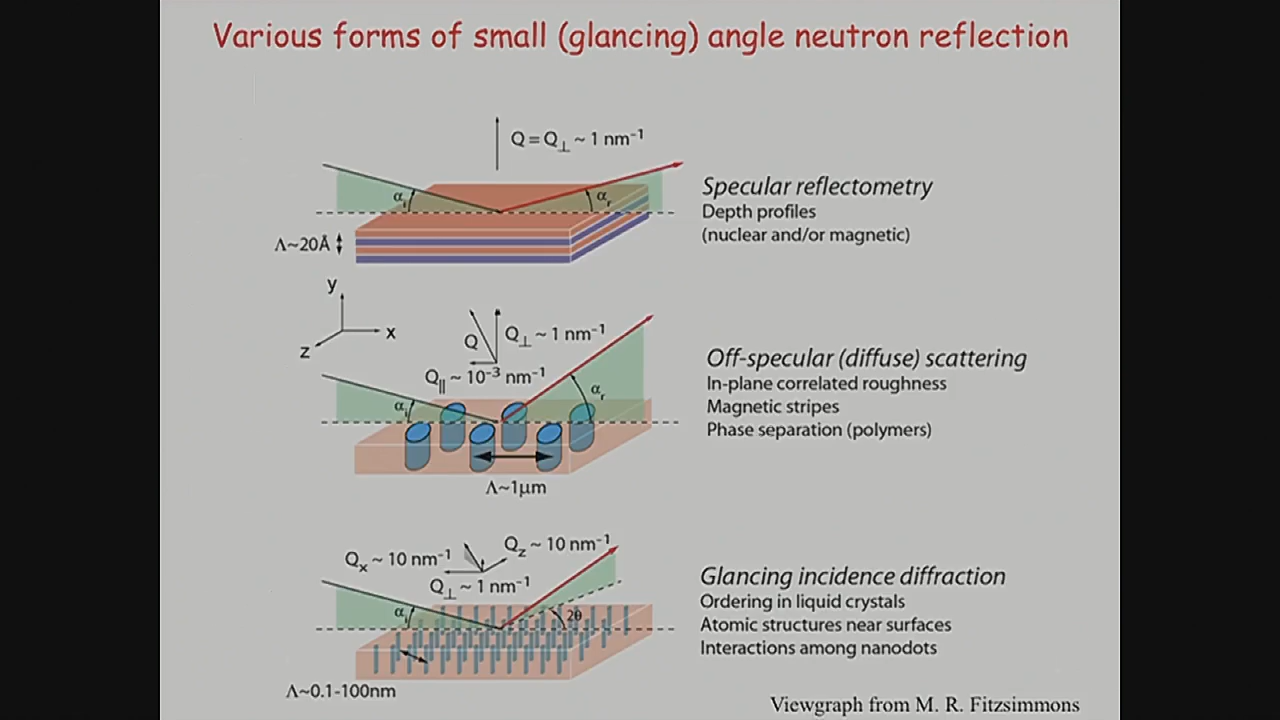 Various forms of small (glancing) angle neutron reflection
Q = Q⊥ ~ 1 nm⁻¹
αi
αr
Λ~20Å
Specular reflectometry
Depth profiles
(nuclear and/or magnetic)
y
x
z
Q
Q⊥ ~ 1 nm⁻¹
Q|| ~ 10⁻³ nm⁻¹
αi
αr
Λ~1µm
Off-specular (diffuse) scattering
In-plane correlated roughness
Magnetic stripes
Phase separation (polymers)
Qx ~ 10 nm⁻¹
Qz ~ 10 nm⁻¹
Q⊥ ~ 1 nm⁻¹
αi
2θ
Λ~0.1-100nm
Glancing incidence diffraction
Ordering in liquid crystals
Atomic structures near surfaces
Interactions among nanodots
Viewgraph from M. R. Fitzsimmons